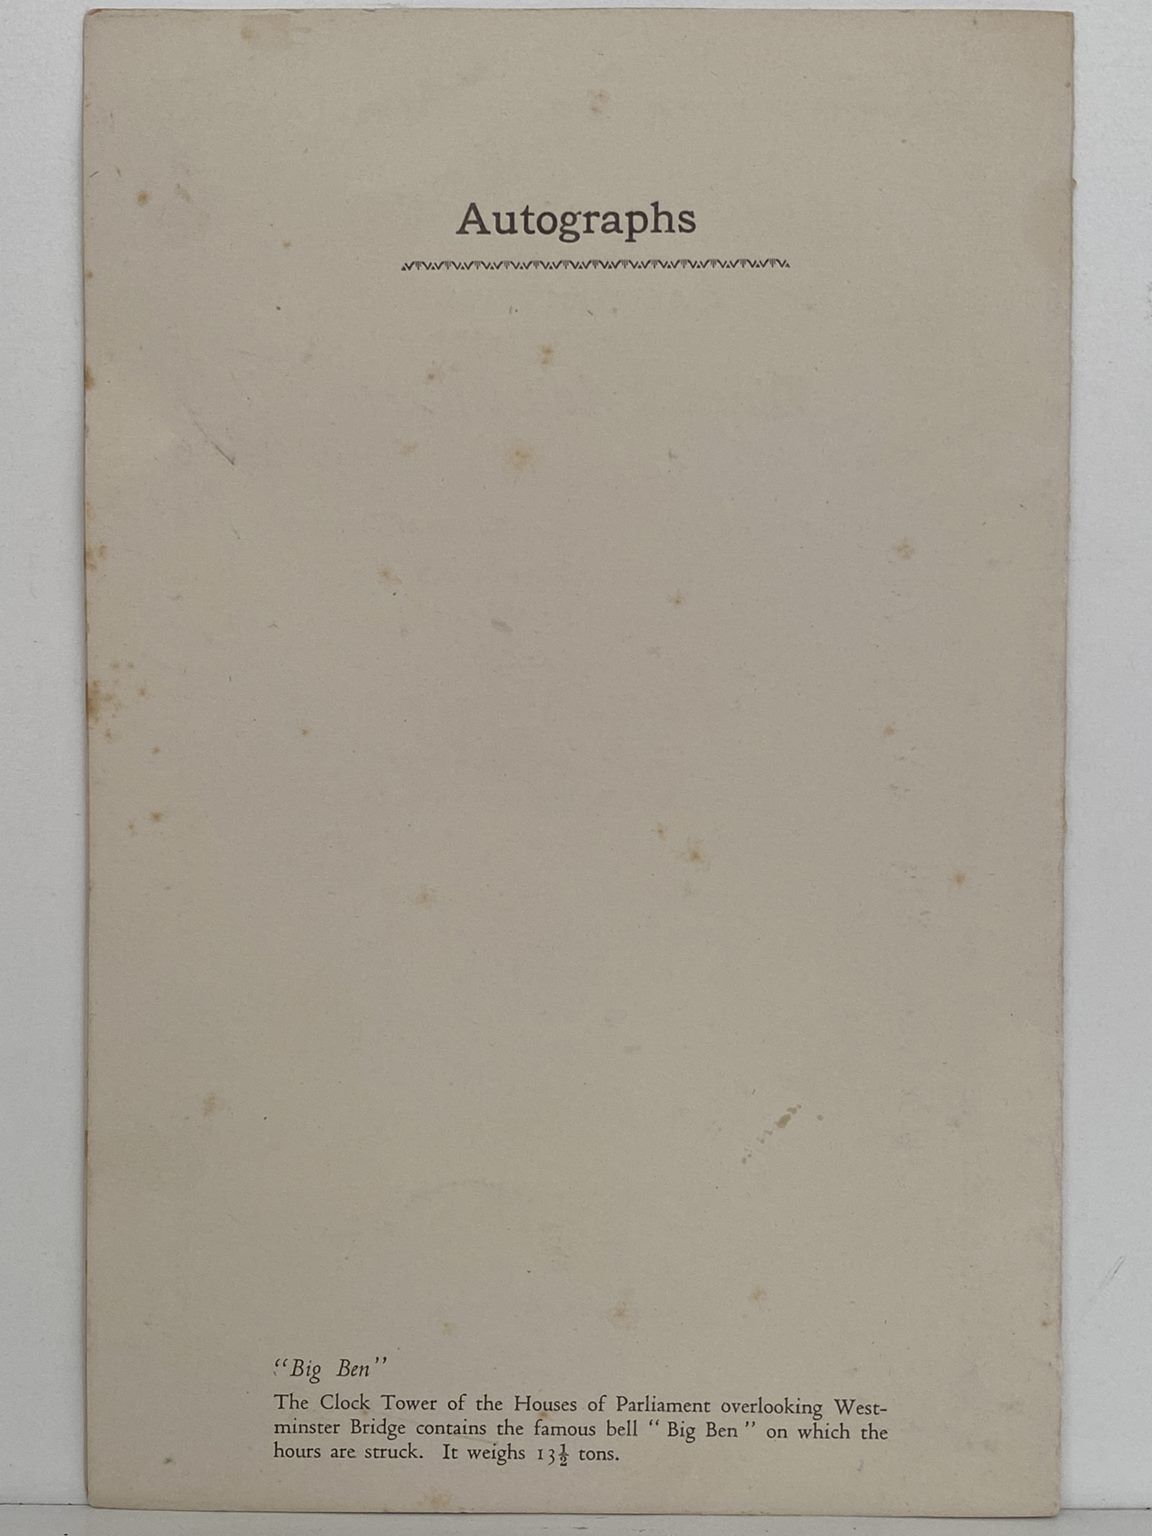 Autographs
“Big Ben”
The Clock Tower of the Houses of Parliament overlooking West-
minster Bridge contains the famous bell “ Big Ben ” on which the
hours are struck. It weighs 13½ tons.